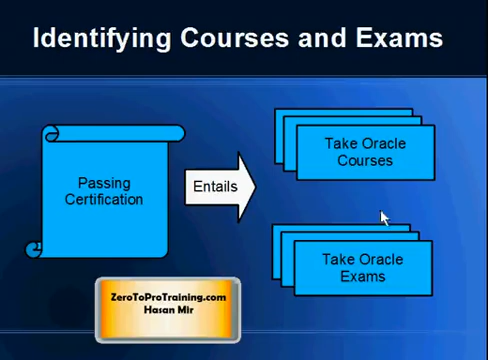 Identifying Courses and Exams
Passing
Certification
Entails
Take Oracle
Courses
Take Oracle
Exams
ZeroToProTraining.com
Hasan Mir